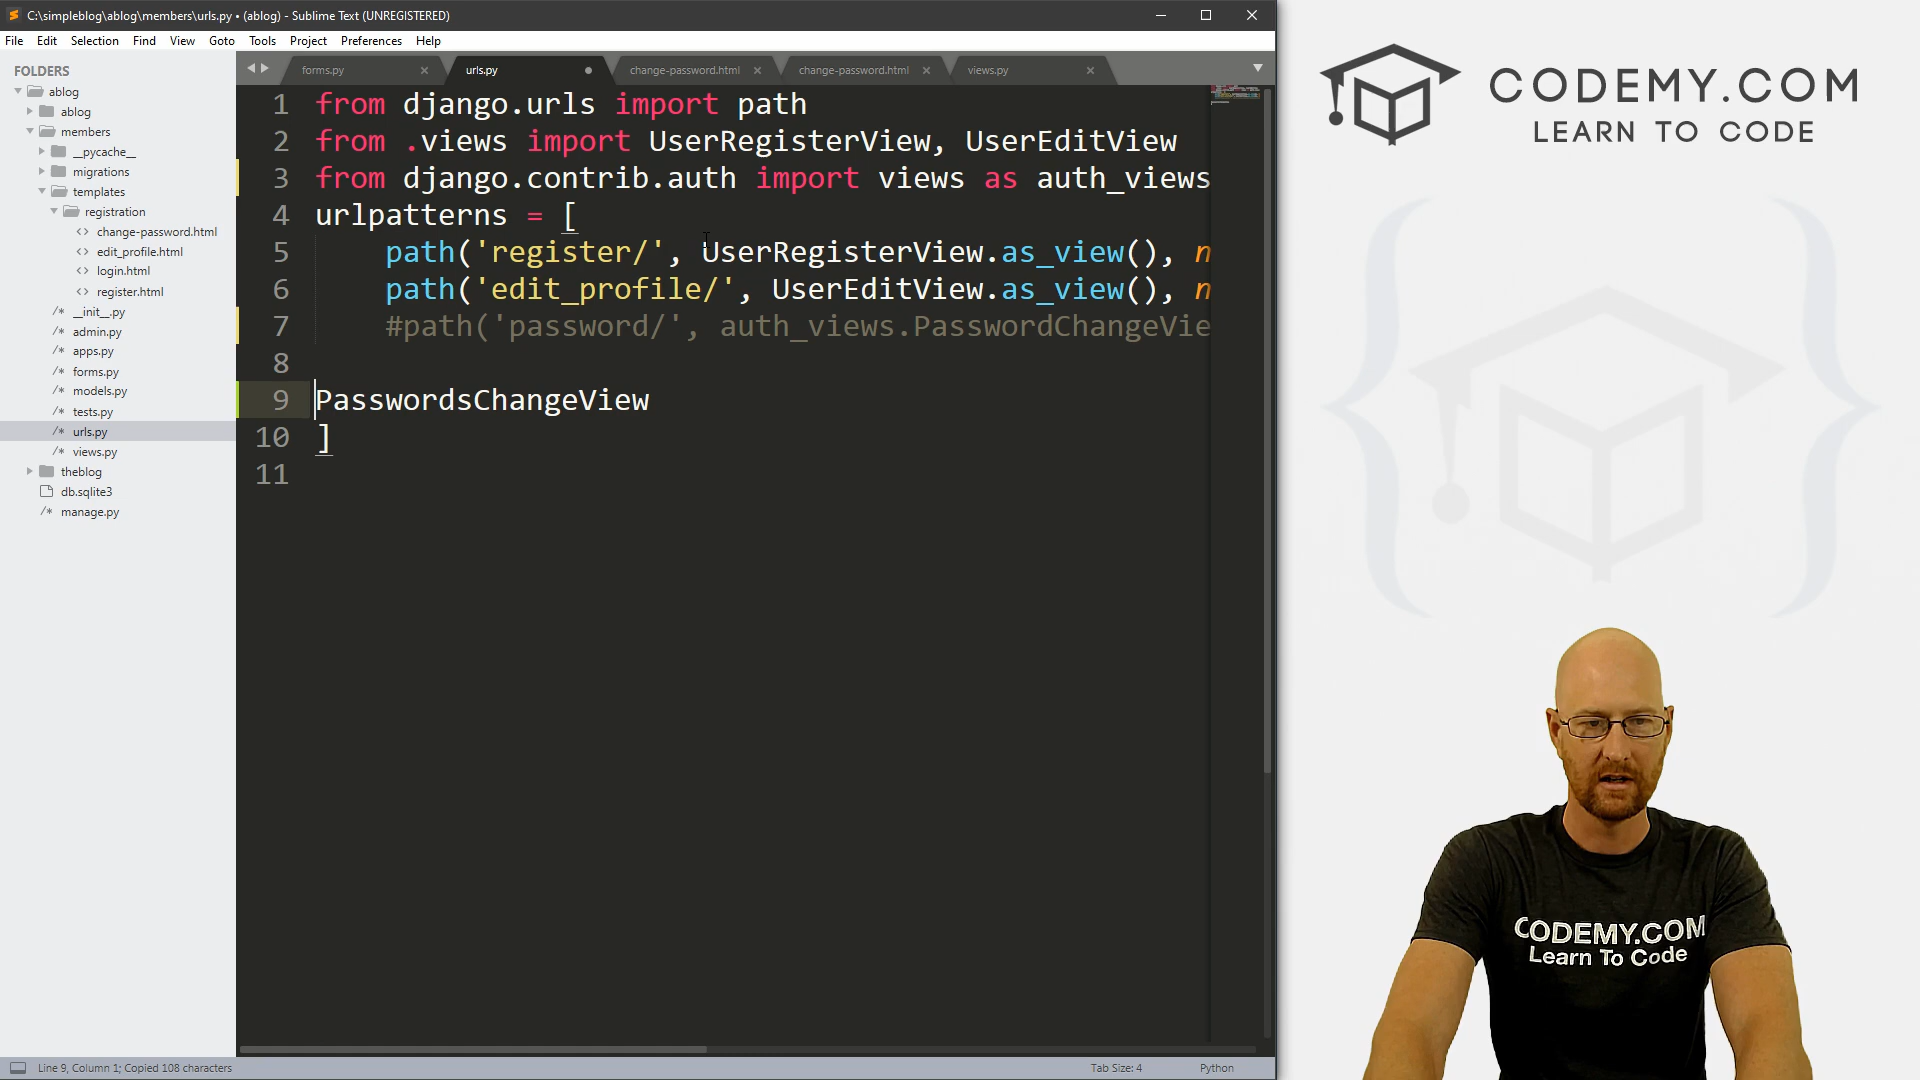 C:\simpleblog\ablog\members\urls.py • (ablog) - Sublime Text (UNREGISTERED)
File Edit Selection Find View Goto Tools Project Preferences Help
FOLDERS
ablog
ablog
members
__pycache__
migrations
templates
registration
change-password.html
edit_profile.html
login.html
register.html
__init__.py
admin.py
apps.py
forms.py
models.py
tests.py
urls.py
views.py
theblog
db.sqlite3
manage.py
forms.py urls.py change-password.html change-password.html views.py
1 from django.urls import path
2 from .views import UserRegisterView, UserEditView
3 from django.contrib.auth import views as auth_views
4 urlpatterns = [
5 path('register/', UserRegisterView.as_view(), n
6 path('edit_profile/', UserEditView.as_view(), n
7 #path('password/', auth_views.PasswordChangeVie
8
9 PasswordsChangeView
10 ]
11
Line 9, Column 1; Copied 108 characters
Tab Size: 4 Python
CODEMY.COM
LEARN TO CODE
CODEMY.COM
Learn To Code